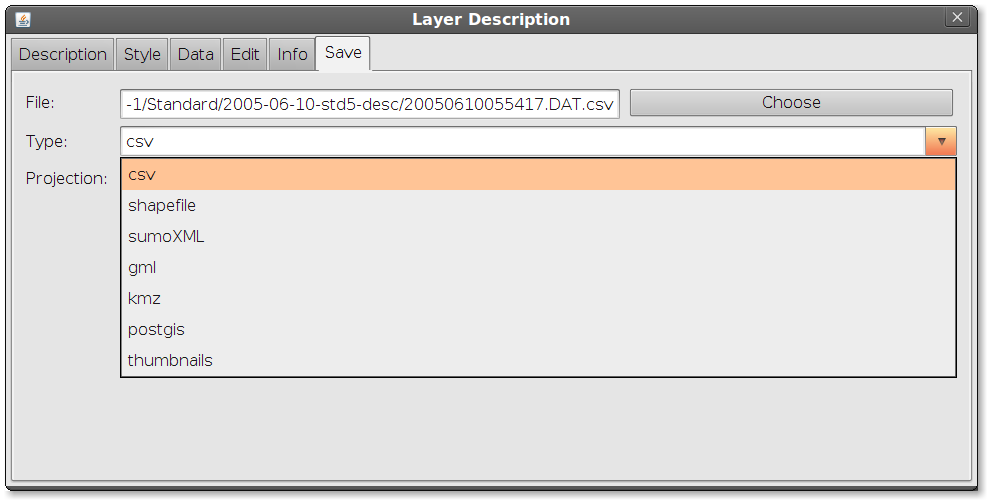 Layer Description
Description Style Data Edit Info Save
File: -1/Standard/2005-06-10-std5-desc/20050610055417.DAT.csv Choose
Type: csv
Projection: csv
shapefile
sumoXML
gml
kmz
postgis
thumbnails